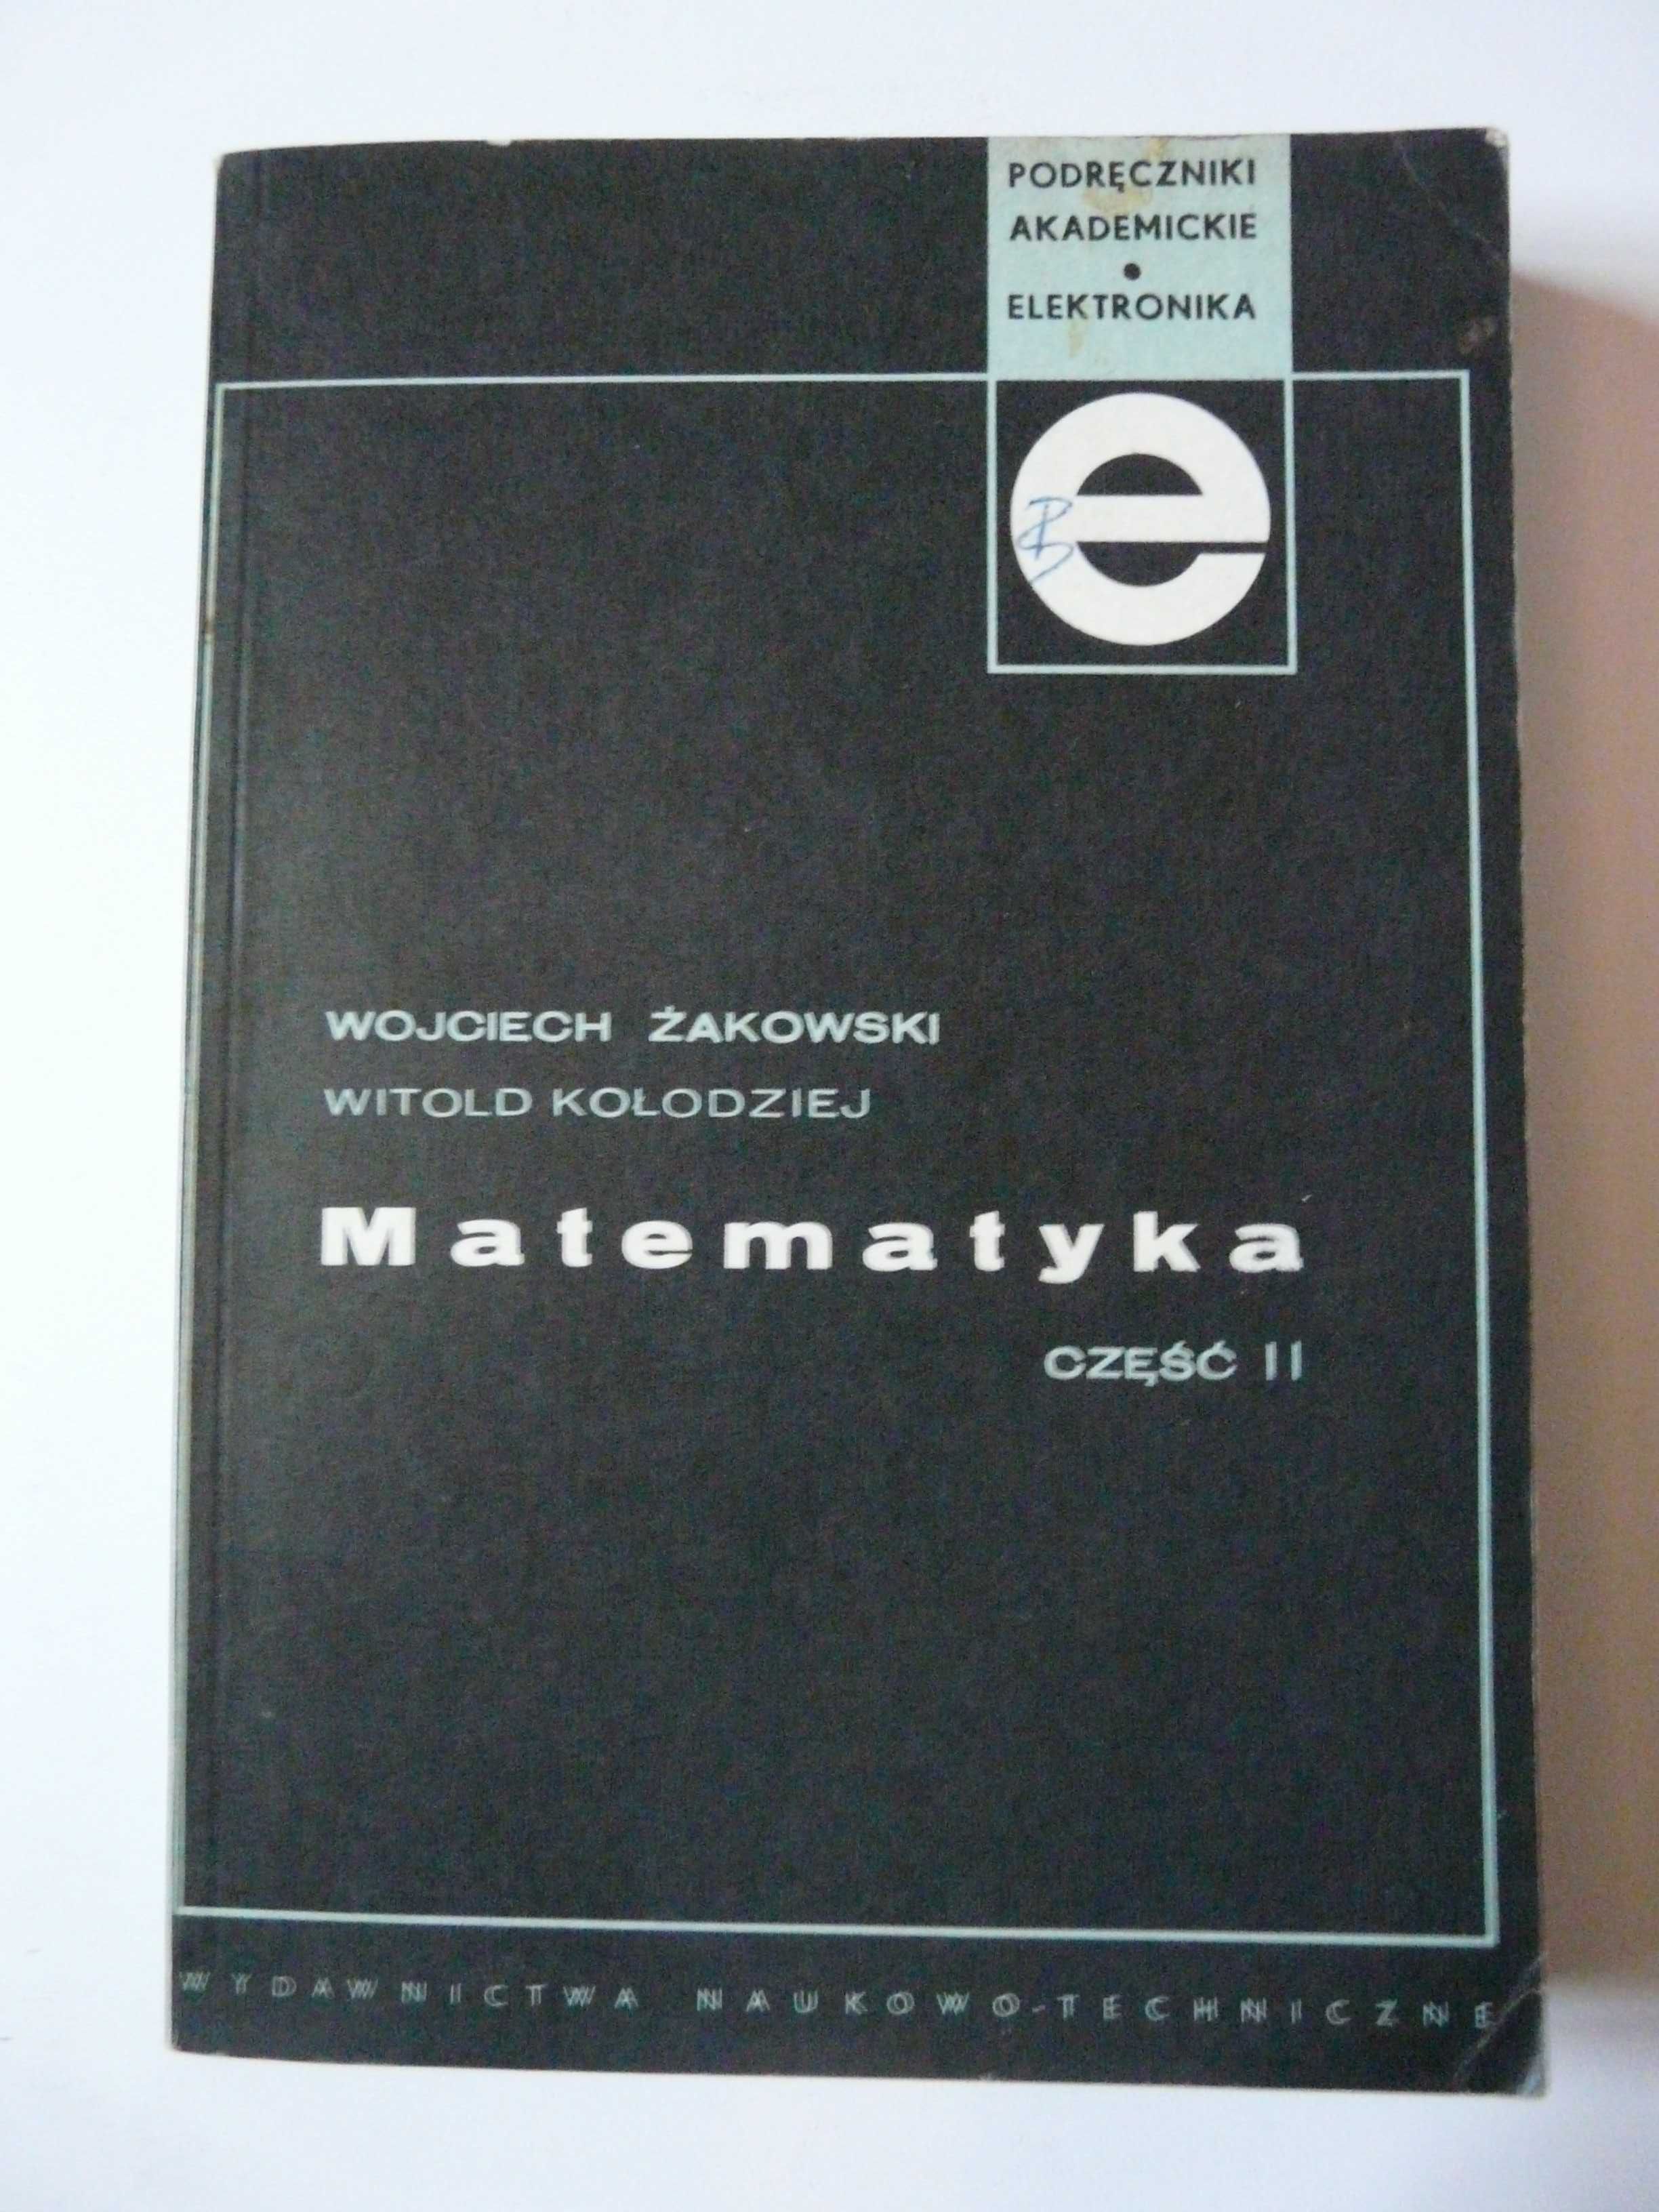 PODRĘCZNIKI
AKADEMICKIE
•
ELEKTRONIKA
e
WOJCIECH ŻAKOWSKI
WITOLD KOŁODZIEJ
Matematyka
CZĘŚĆ II
WYDAWNICTWA NAUKOWO-TECHNICZNE